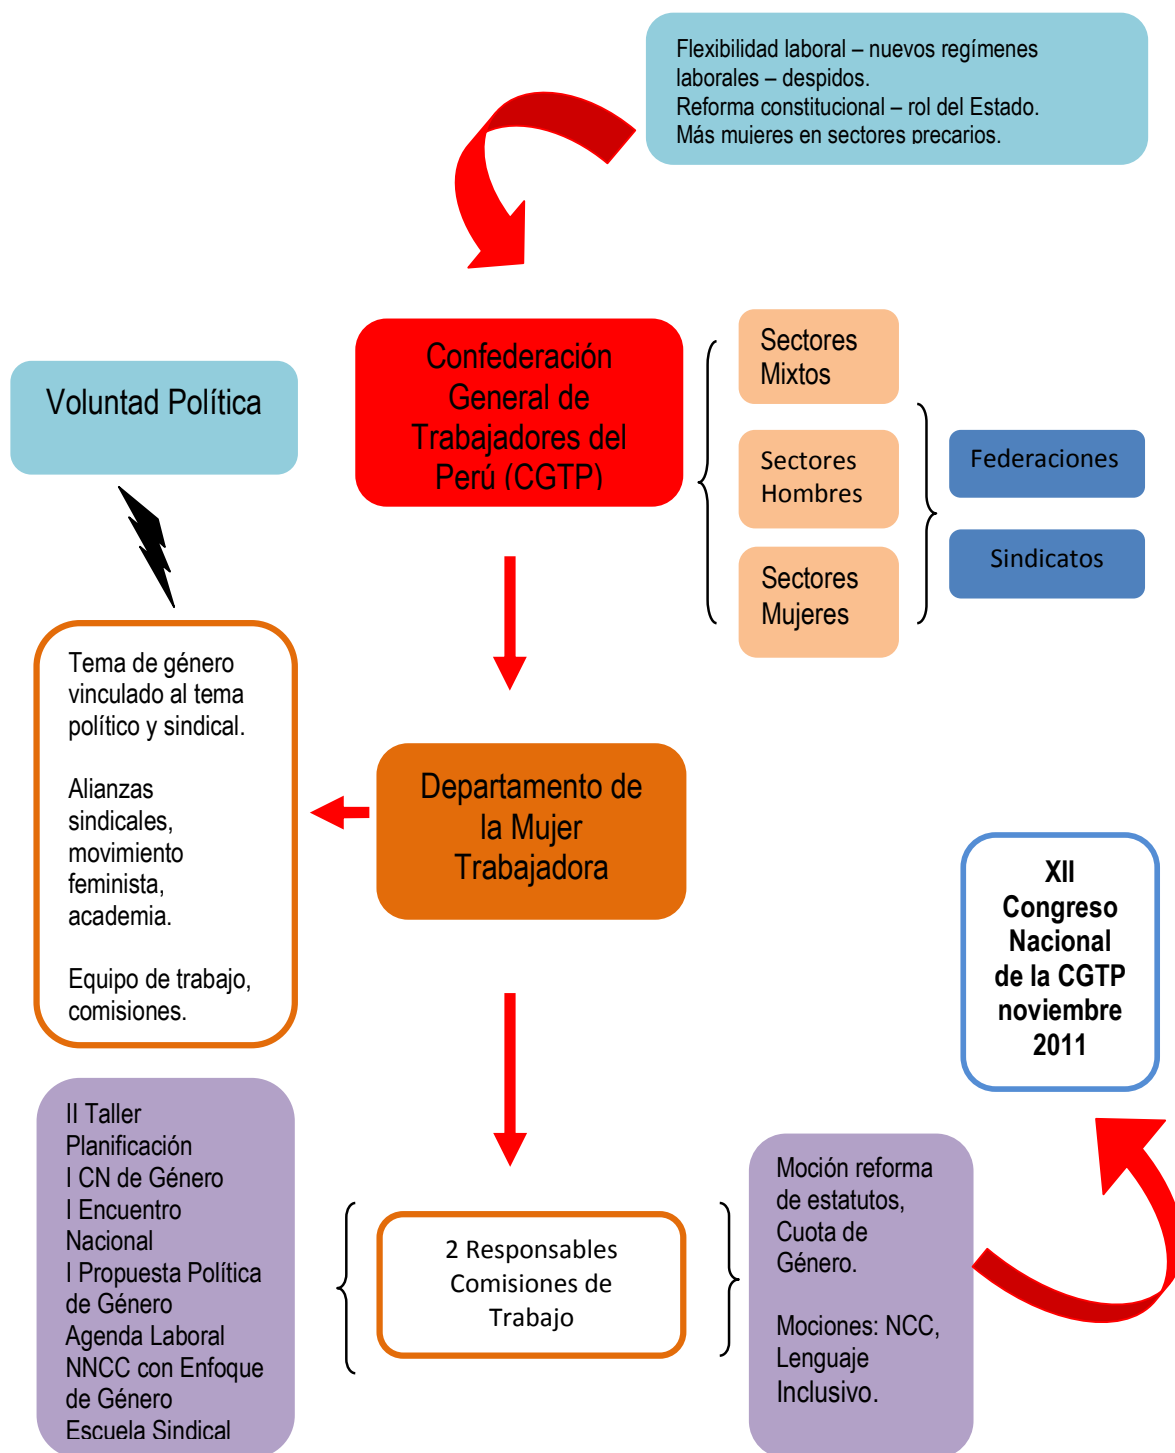 Flexibilidad laboral – nuevos regímenes
laborales – despidos.
Reforma constitucional – rol del Estado.
Más mujeres en sectores precarios.
Confederación
General de
Trabajadores del
Perú (CGTP)
Sectores
Mixtos
Sectores
Hombres
Sectores
Mujeres
Federaciones
Sindicatos
Voluntad Política
Tema de género
vinculado al tema
político y sindical.
Alianzas
sindicales,
movimiento
feminista,
academia.
Equipo de trabajo,
comisiones.
Departamento de
la Mujer
Trabajadora
XII
Congreso
Nacional
de la CGTP
noviembre
2011
II Taller
Planificación
I CN de Género
I Encuentro
Nacional
I Propuesta Política
de Género
Agenda Laboral
NNCC con Enfoque
de Género
Escuela Sindical
2 Responsables
Comisiones de
Trabajo
Moción reforma
de estatutos,
Cuota de
Género.
Mociones: NCC,
Lenguaje
Inclusivo.